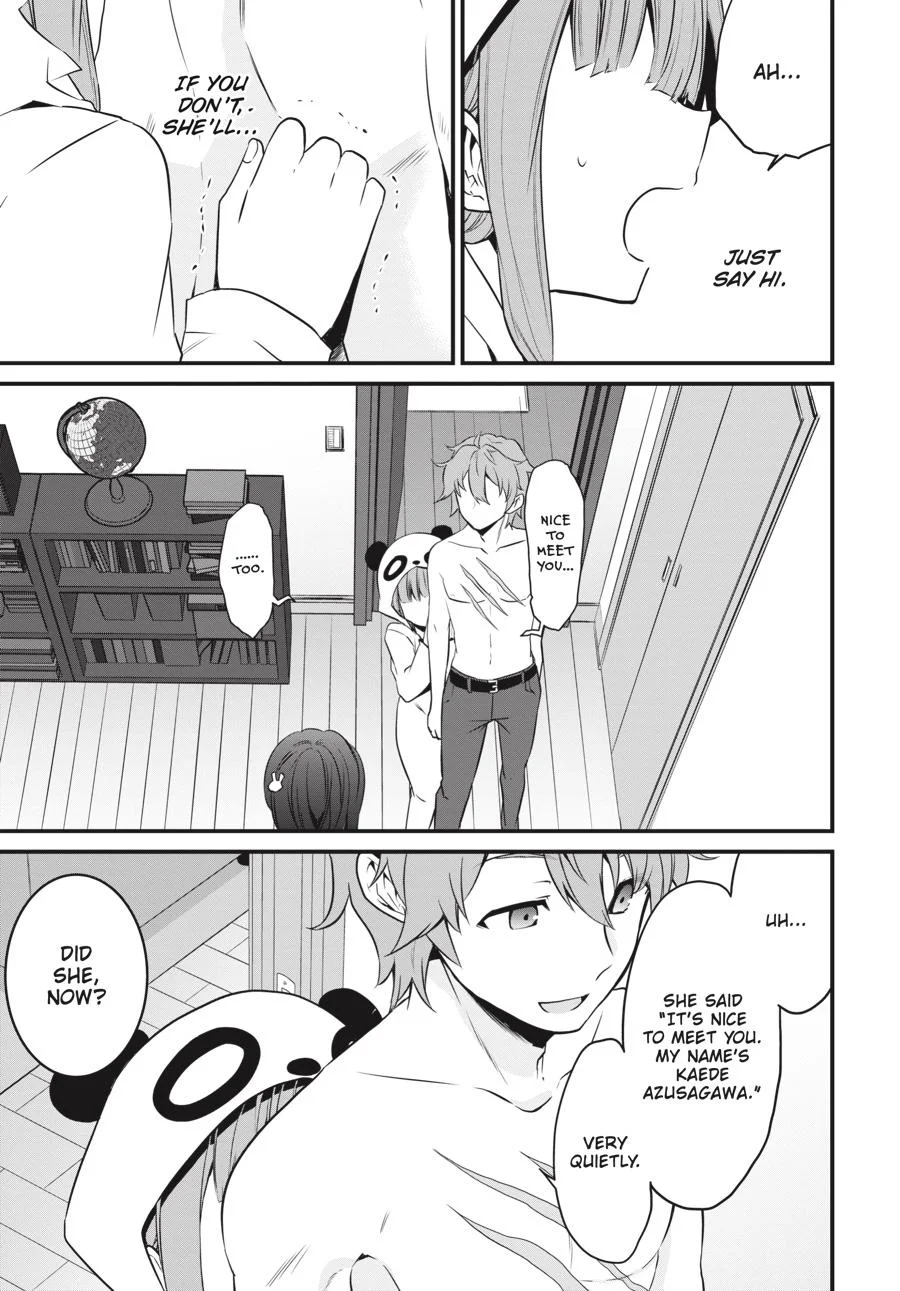 AH...
JUST
SAY HI.
IF YOU
DON'T,
SHE'LL...
NICE
TO
MEET
YOU...
......
TOO.
UH...
SHE SAID
"IT'S NICE
TO MEET YOU.
MY NAME'S
KAEDE
AZUSAGAWA."
VERY
QUIETLY.
DID
SHE,
NOW?